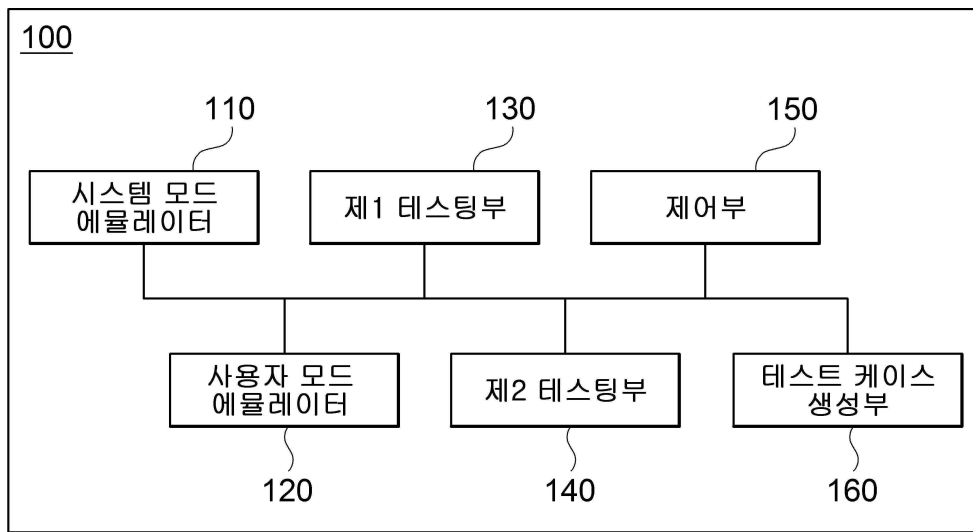 100
110
130
150
시스템 모드
에뮬레이터
제1 테스팅부
제어부
사용자 모드
에뮬레이터
제2 테스팅부
테스트 케이스
생성부
120
140
160